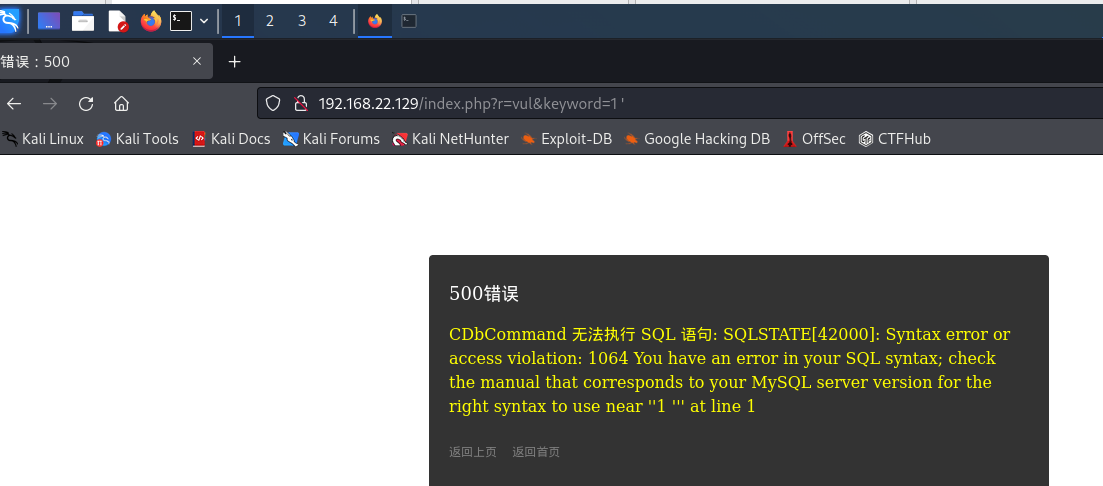 1 2 3 4
错误：500
192.168.22.129/index.php?r=vul&keyword=1 '
Kali Linux Kali Tools Kali Docs Kali Forums Kali NetHunter Exploit-DB Google Hacking DB OffSec CTFHub
500错误
CDbCommand 无法执行 SQL 语句: SQLSTATE[42000]: Syntax error or
access violation: 1064 You have an error in your SQL syntax; check
the manual that corresponds to your MySQL server version for the
right syntax to use near ''1 ''' at line 1
返回上页 返回首页